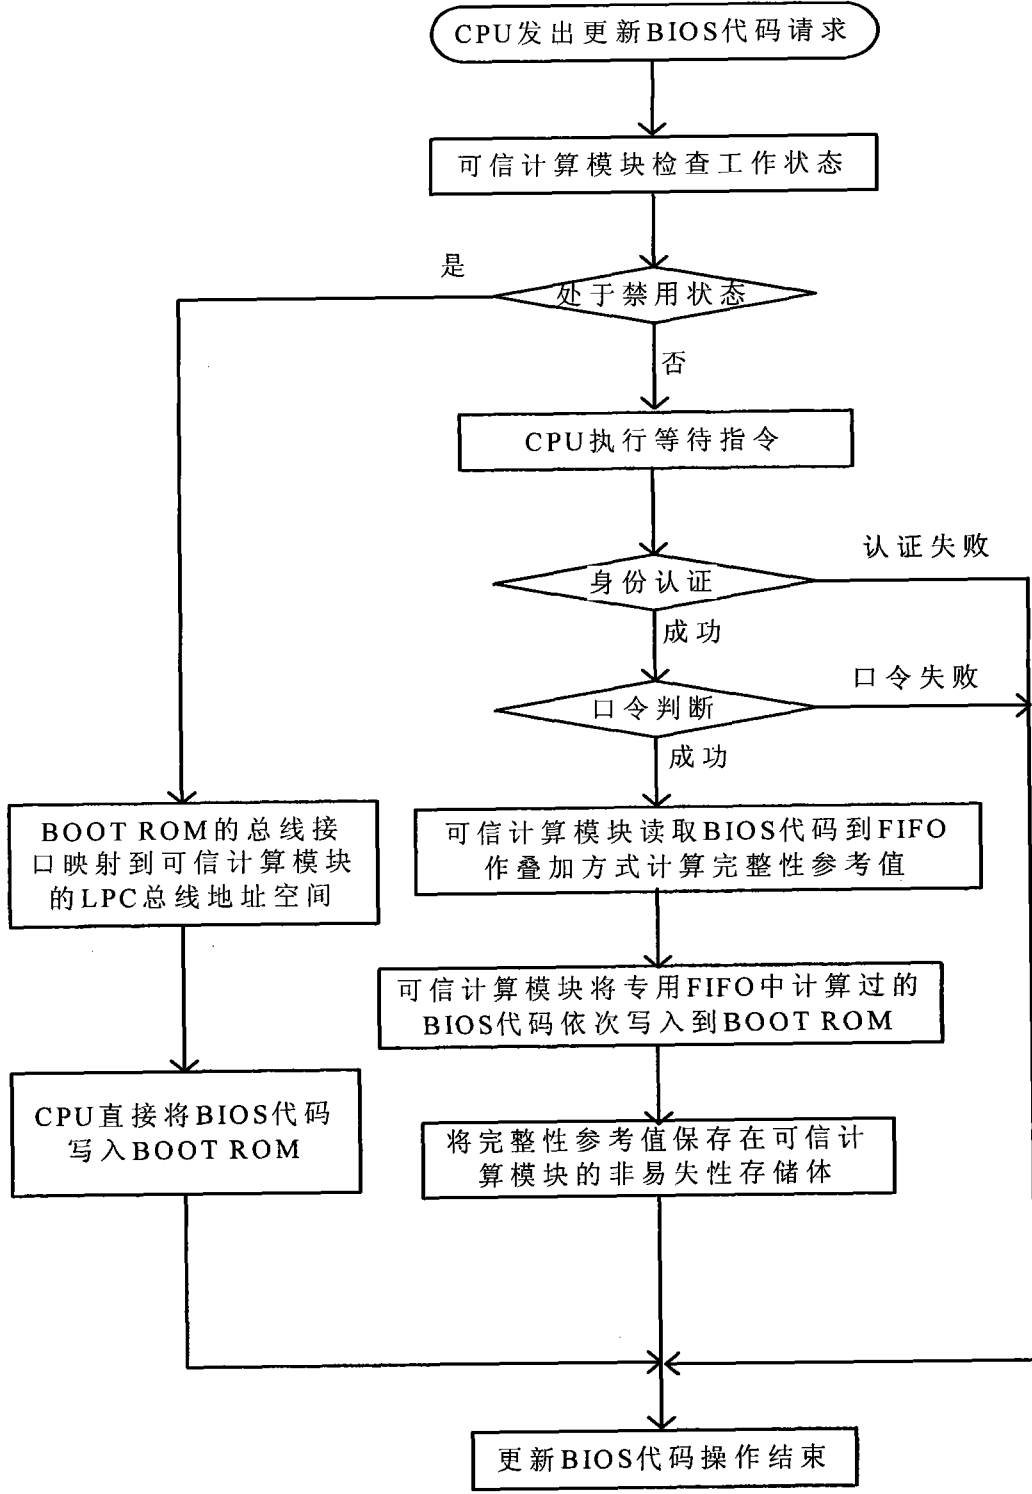 CPU发出更新BIOS代码请求
可信计算模块检查工作状态
是
处于禁用状态
否
CPU执行等待指令
认证失败
身份认证
成功
口令失败
口令判断
成功
BOOT ROM的总线接
口映射到可信计算模块
的LPC总线地址空间
可信计算模块读取BIOS代码到FIFO
作叠加方式计算完整性参考值
可信计算模块将专用FIFO中计算过的
BIOS代码依次写入到BOOT ROM
CPU直接将BIOS代码
写入BOOT ROM
将完整性参考值保存在可信计
算模块的非易失性存储体
更新BIOS代码操作结束